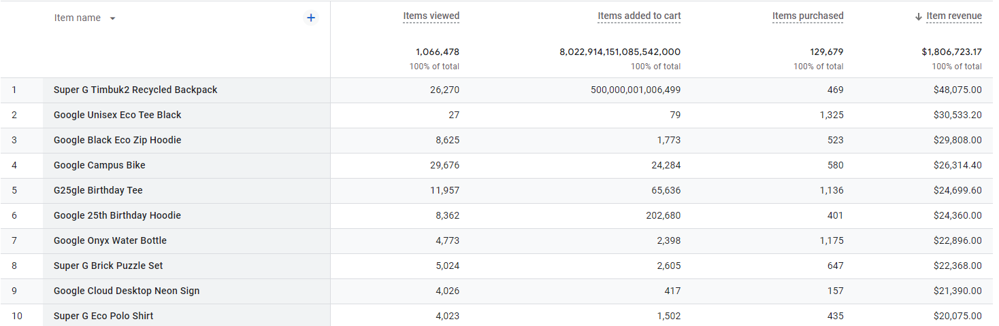 Item name + Items viewed Items added to cart Items purchased ↓ Item revenue
1,066,478 8,022,914,151,085,542,000 129,679 $1,806,723.17
100% of total 100% of total 100% of total 100% of total
1 Super G Timbuk2 Recycled Backpack 26,270 500,000,001,006,499 469 $48,075.00
2 Google Unisex Eco Tee Black 27 79 1,325 $30,533.20
3 Google Black Eco Zip Hoodie 8,625 1,773 523 $29,808.00
4 Google Campus Bike 29,676 24,284 580 $26,314.40
5 G25gle Birthday Tee 11,957 65,636 1,136 $24,699.60
6 Google 25th Birthday Hoodie 8,362 202,680 401 $24,360.00
7 Google Onyx Water Bottle 4,773 2,398 1,175 $22,896.00
8 Super G Brick Puzzle Set 5,024 2,605 647 $22,368.00
9 Google Cloud Desktop Neon Sign 4,026 417 157 $21,390.00
10 Super G Eco Polo Shirt 4,023 1,502 435 $20,075.00